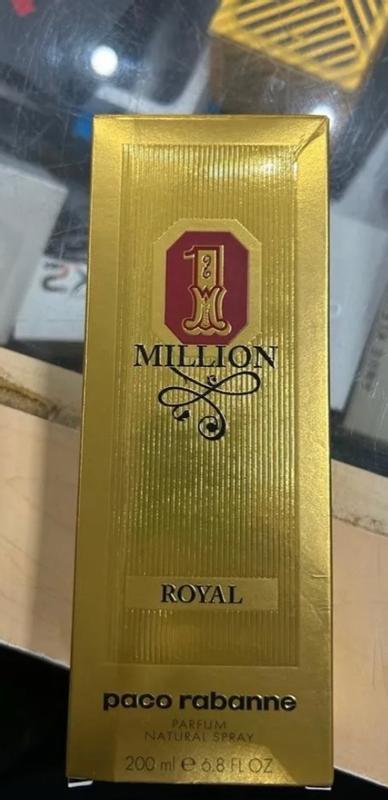 1
MILLION
ROYAL
paco rabanne
PARFUM
NATURAL SPRAY
200 ml e 6.8 FL OZ